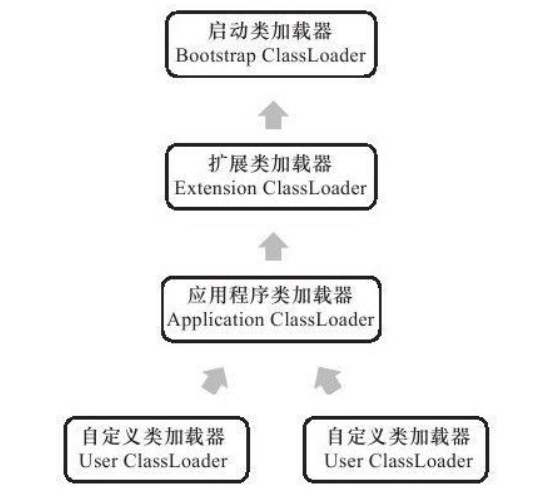 启动类加载器
Bootstrap ClassLoader
扩展类加载器
Extension ClassLoader
应用程序类加载器
Application ClassLoader
自定义类加载器
User ClassLoader
自定义类加载器
User ClassLoader